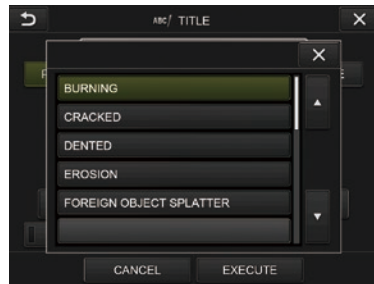 ABC/ TITLE
BURNING
CRACKED
DENTED
EROSION
FOREIGN OBJECT SPLATTER
CANCEL
EXECUTE